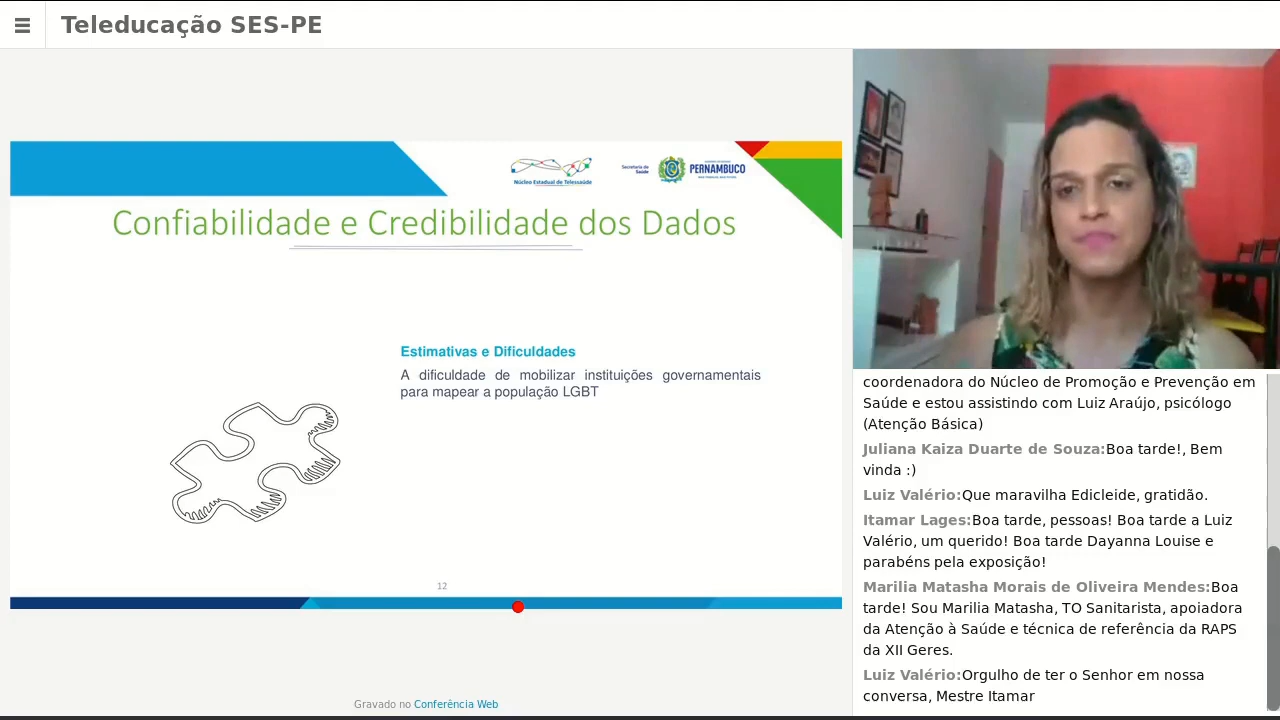 Teleducação SES-PE
Núcleo Estadual de Telessaúde
Secretaria de
Saúde
PERNAMBUCO
Confiabilidade e Credibilidade dos Dados
Estimativas e Dificuldades
A dificuldade de mobilizar instituições governamentais
para mapear a população LGBT
12
Gravado no Conferência Web
coordenadora do Núcleo de Promoção e Prevenção em
Saúde e estou assistindo com Luiz Araújo, psicólogo
(Atenção Básica)
Juliana Kaiza Duarte de Souza:Boa tarde!, Bem
vinda :)
Luiz Valério:Que maravilha Edicleide, gratidão.
Itamar Lages:Boa tarde, pessoas! Boa tarde a Luiz
Valério, um querido! Boa tarde Dayanna Louise e
parabéns pela exposição!
Marilia Matasha Morais de Oliveira Mendes:Boa
tarde! Sou Marilia Matasha, TO Sanitarista, apoiadora
da Atenção à Saúde e técnica de referência da RAPS
da XII Geres.
Luiz Valério:Orgulho de ter o Senhor em nossa
conversa, Mestre Itamar